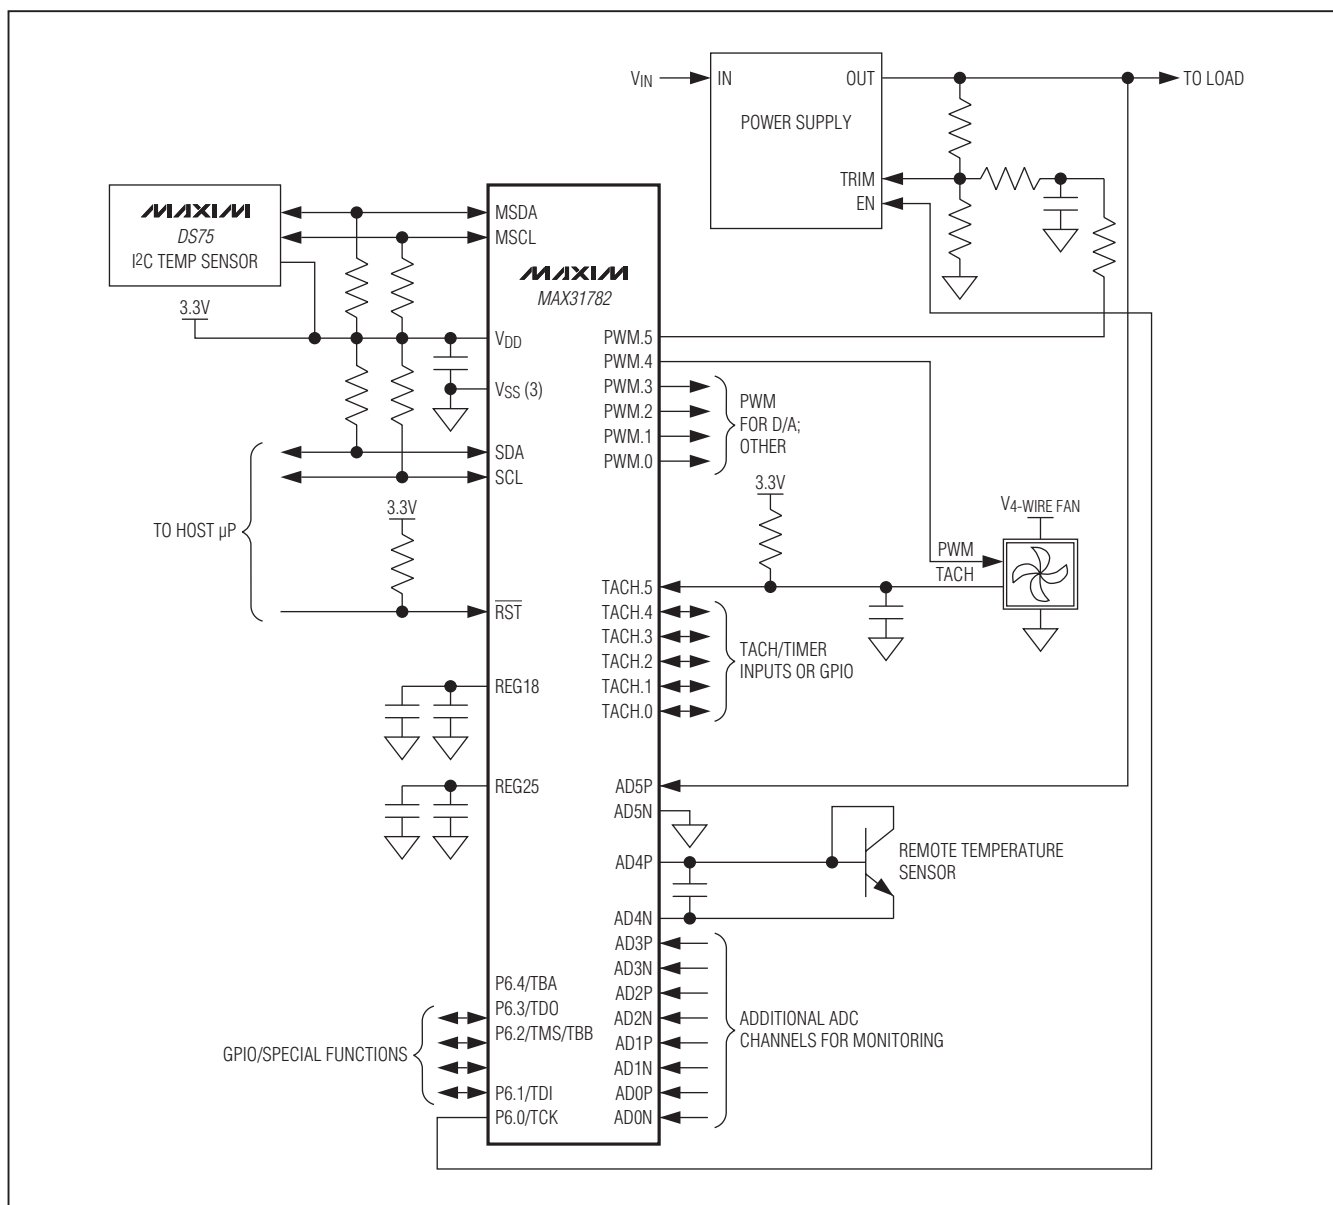 V_IN
IN
OUT
TO LOAD
POWER SUPPLY
TRIM
EN
MAXIM
DS75
I²C TEMP SENSOR
3.3V
MAXIM
MAX31782
MSDA
MSCL
V_DD
V_SS (3)
SDA
SCL
TO HOST µP
3.3V
R̅S̅T̅
REG18
REG25
P6.4/TBA
P6.3/TDO
P6.2/TMS/TBB
GPIO/SPECIAL FUNCTIONS
P6.1/TDI
P6.0/TCK
PWM.5
PWM.4
PWM.3
PWM.2
PWM.1
PWM.0
PWM
FOR D/A;
OTHER
3.3V
V_4-WIRE FAN
PWM
TACH
TACH.5
TACH.4
TACH.3
TACH.2
TACH.1
TACH.0
TACH/TIMER
INPUTS OR GPIO
AD5P
AD5N
AD4P
AD4N
REMOTE TEMPERATURE
SENSOR
AD3P
AD3N
AD2P
AD2N
AD1P
AD1N
AD0P
AD0N
ADDITIONAL ADC
CHANNELS FOR MONITORING